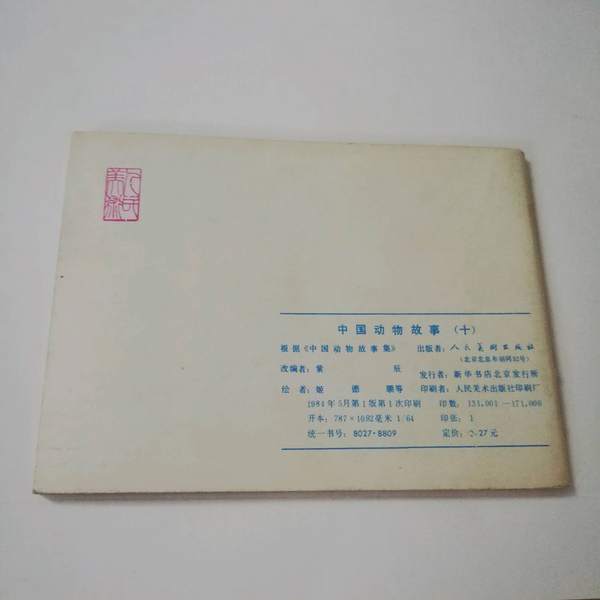 人民美術
中国动物故事（十）
根据《中国动物故事集》 出版者：人民美术出版社
（北京北总布胡同32号）
改编者：紫 辰 发行者：新华书店北京发行所
绘者：姬德珊等 印刷者：人民美术出版社印刷厂
1984年5月第1版第1次印刷 印数：131,001—171,000
开本：787×1092毫米1/64 印张：1
统一书号：8027·8809 定价：27元